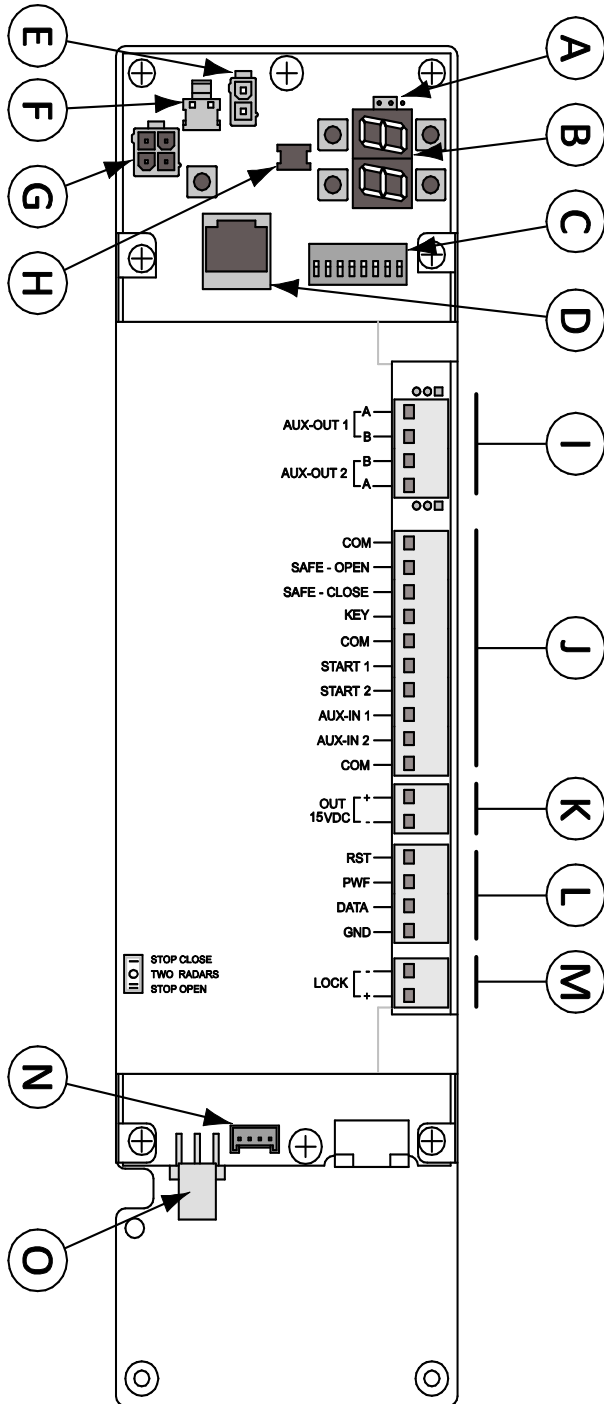 E
A
F
B
G
C
H
D
I
A
AUX-OUT 1
B
B
AUX-OUT 2
A
J
COM
SAFE - OPEN
SAFE - CLOSE
KEY
COM
START 1
START 2
AUX-IN 1
AUX-IN 2
COM
K
+
OUT
15VDC
-
L
RST
PWF
DATA
GND
M
-
LOCK
+
STOP CLOSE
TWO RADARS
STOP OPEN
N
O